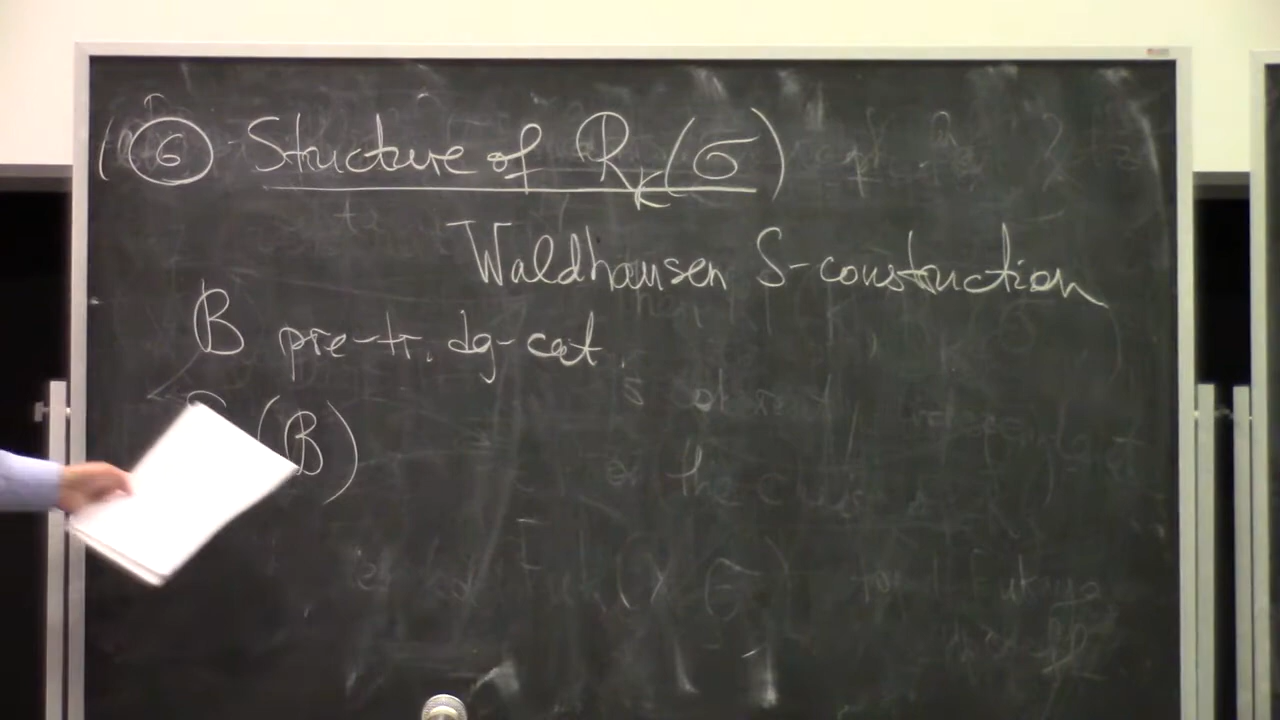 ⑥ Structure of R_K(σ)
Waldhausen S-construction
B pre-tr. dg-cat.
(B)